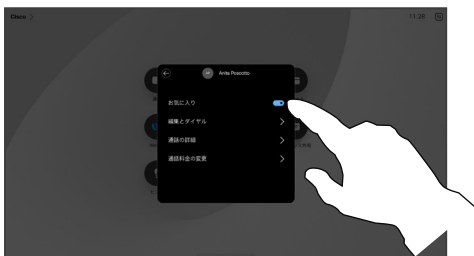 Cisco
11:28
Anita Poscotto
お気に入り
編集とダイヤル
通話の詳細
通話料金の変更